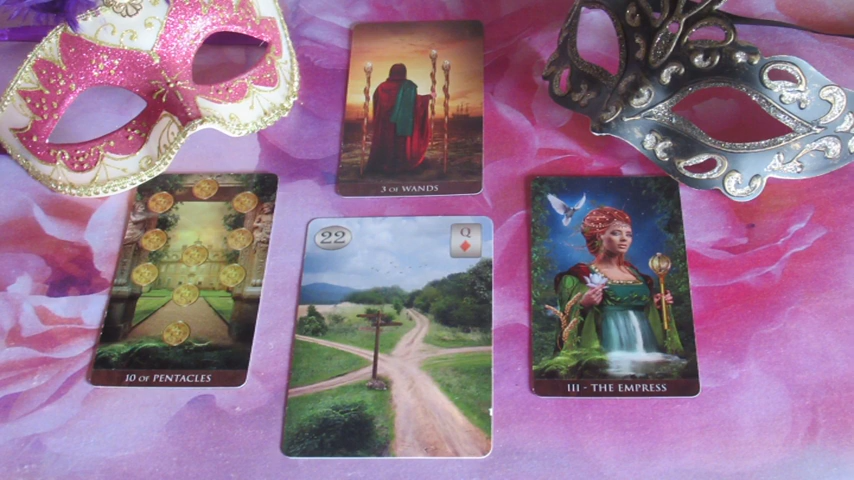 3 OF WANDS
22
Q
10 OF PENTACLES
III - THE EMPRESS